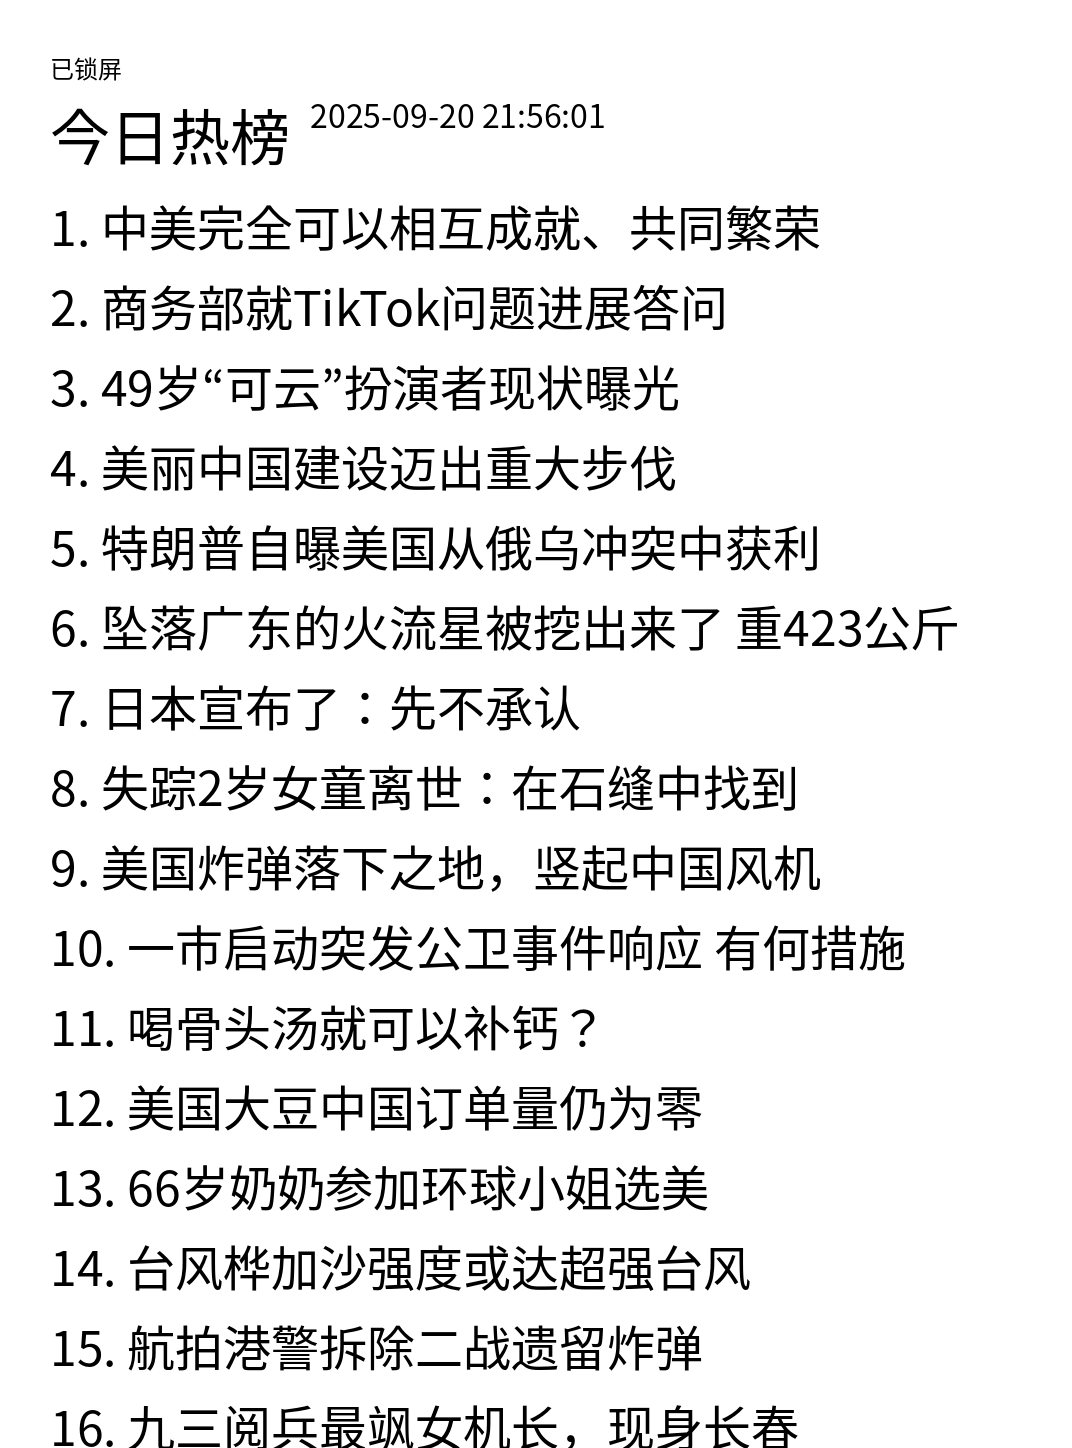 已锁屏
今日热榜 2025-09-20 21:56:01
1. 中美完全可以相互成就、共同繁荣
2. 商务部就TikTok问题进展答问
3. 49岁“可云”扮演者现状曝光
4. 美丽中国建设迈出重大步伐
5. 特朗普自曝美国从俄乌冲突中获利
6. 坠落广东的火流星被挖出来了 重423公斤
7. 日本宣布了：先不承认
8. 失踪2岁女童离世：在石缝中找到
9. 美国炸弹落下之地，竖起中国风机
10. 一市启动突发公卫事件响应 有何措施
11. 喝骨头汤就可以补钙？
12. 美国大豆中国订单量仍为零
13. 66岁奶奶参加环球小姐选美
14. 台风桦加沙强度或达超强台风
15. 航拍港警拆除二战遗留炸弹
16. 九三阅兵最飒女机长，现身长春